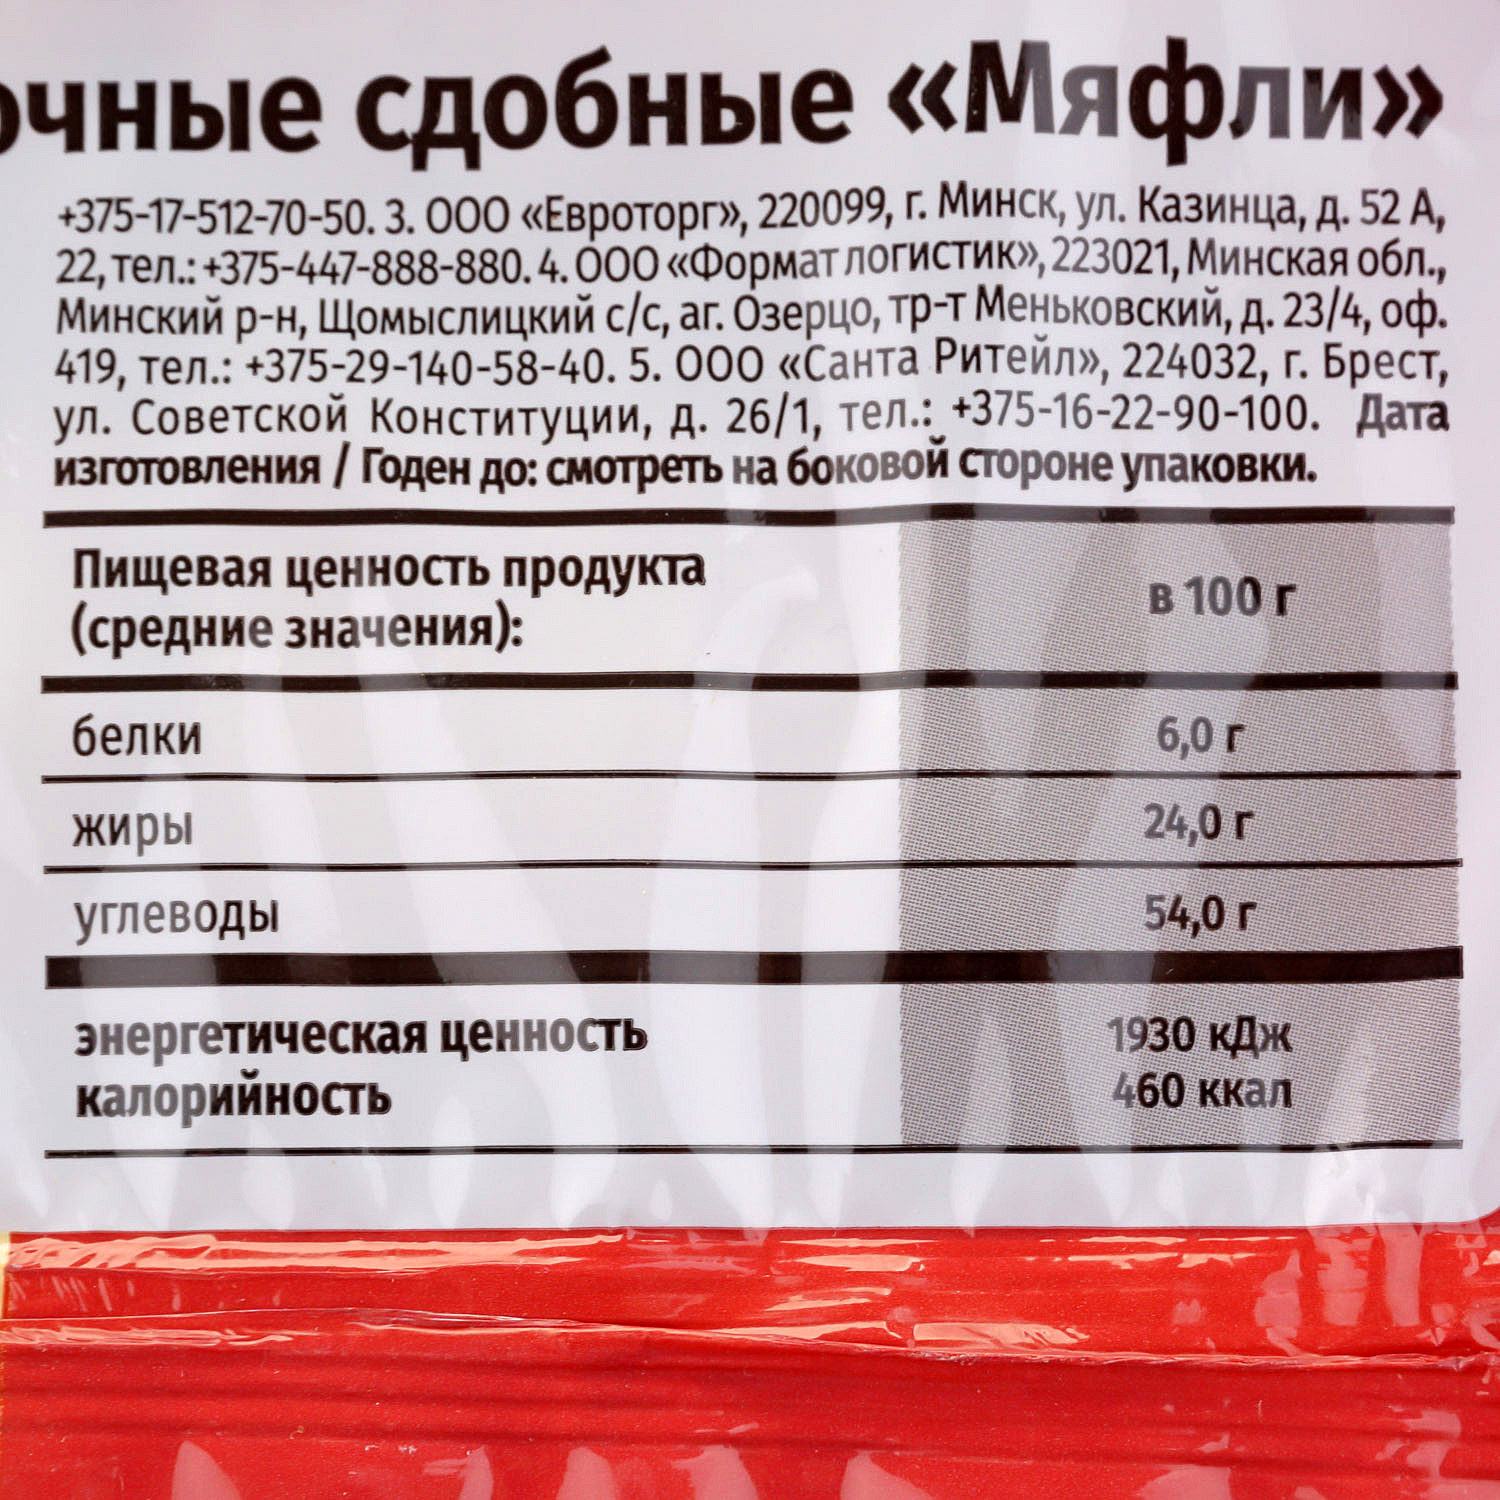 очные сдобные «Мяфли»
+375-17-512-70-50. 3. ООО «Евроторг», 220099, г. Минск, ул. Казинца, д. 52 А,
22, тел.: +375-447-888-880. 4. ООО «Формат логистик», 223021, Минская обл.,
Минский р-н, Щомыслицкий с/с, аг. Озерцо, тр-т Меньковский, д. 23/4, оф.
419, тел.: +375-29-140-58-40. 5. ООО «Санта Ритейл», 224032, г. Брест,
ул. Советской Конституции, д. 26/1, тел.: +375-16-22-90-100. Дата
изготовления / Годен до: смотреть на боковой стороне упаковки.
Пищевая ценность продукта
(средние значения):
в 100 г
белки 6,0 г
жиры 24,0 г
углеводы 54,0 г
энергетическая ценность 1930 кДж
калорийность 460 ккал